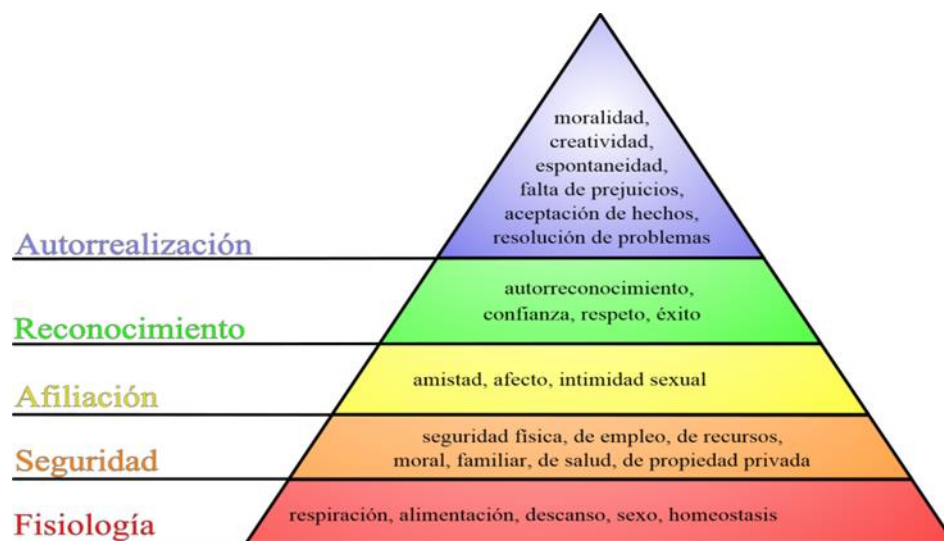 moralidad,
creatividad,
espontaneidad,
falta de prejuicios,
aceptación de hechos,
resolución de problemas
Autorrealización
autorreconocimiento,
confianza, respeto, éxito
Reconocimiento
amistad, afecto, intimidad sexual
Afiliación
seguridad física, de empleo, de recursos,
moral, familiar, de salud, de propiedad privada
Seguridad
respiración, alimentación, descanso, sexo, homeostasis
Fisiología